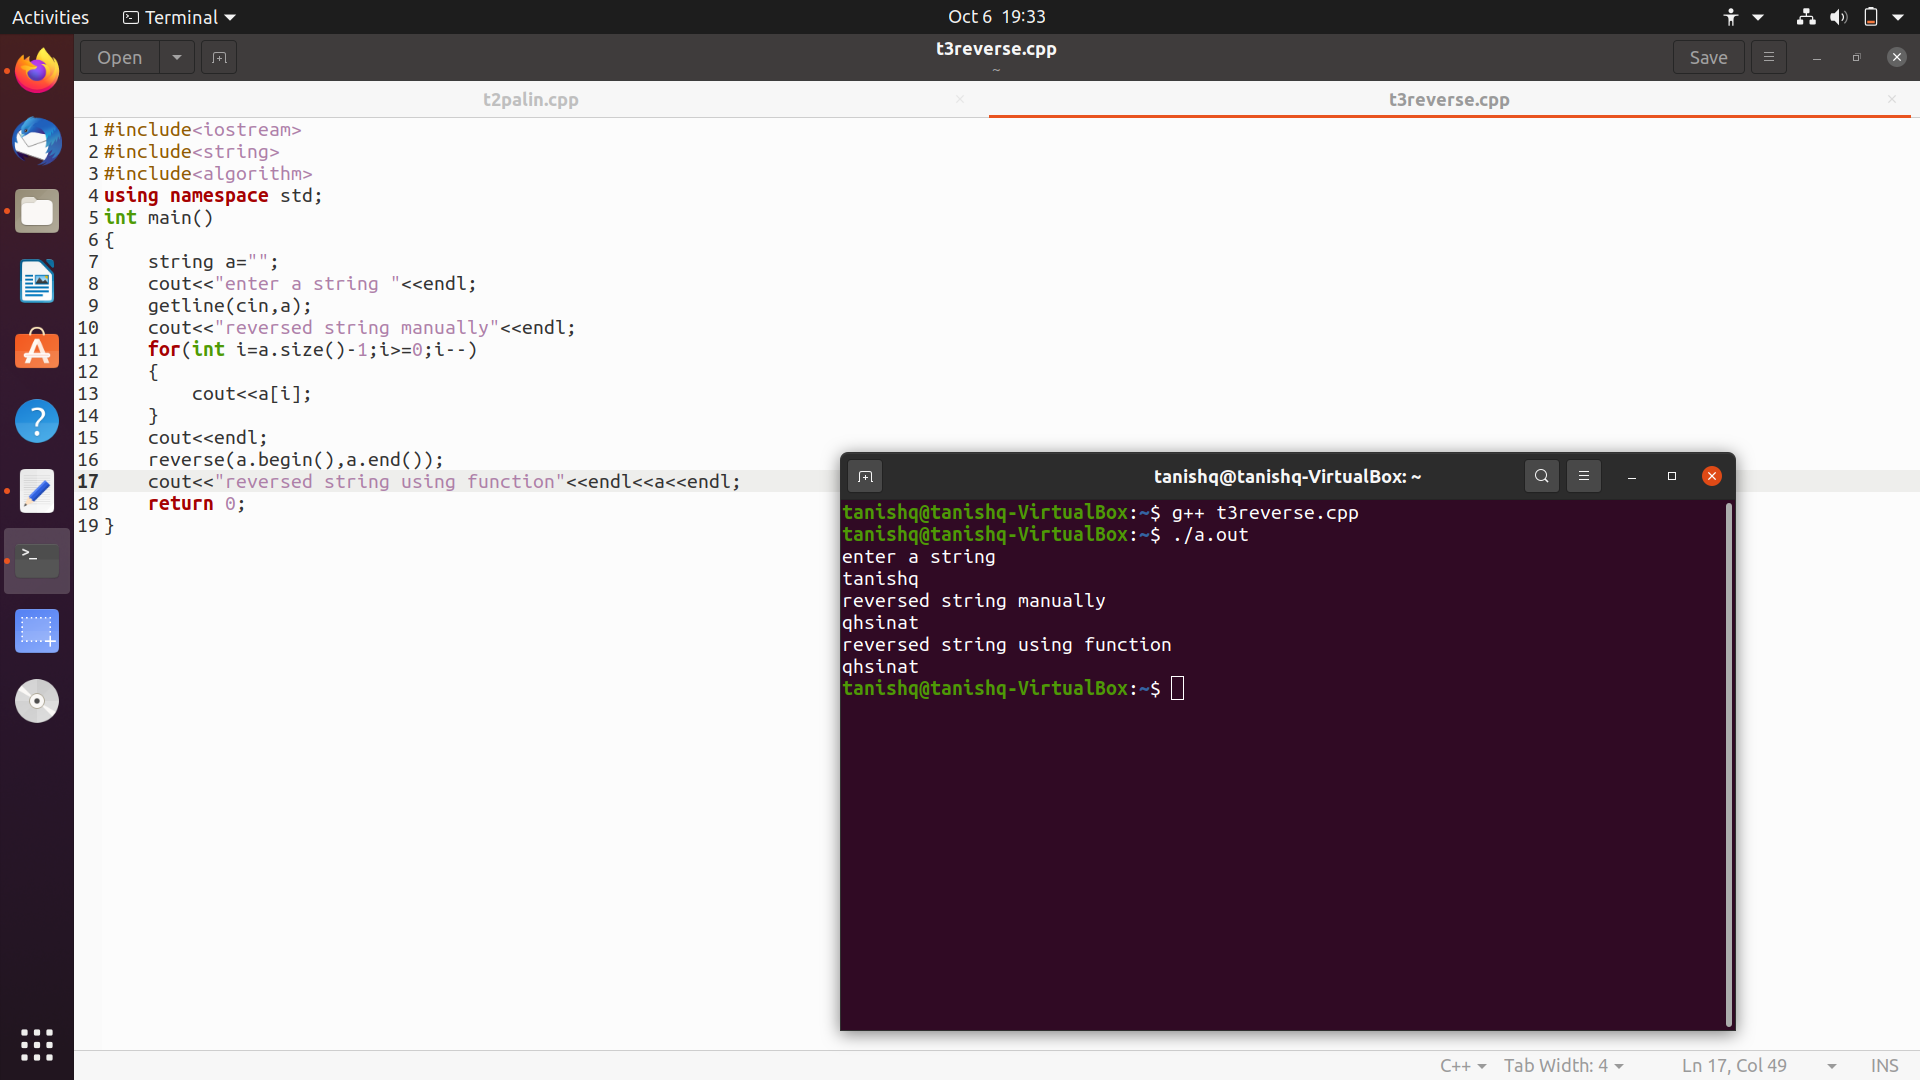 Activities Terminal Oct 6 19:33
Open t3reverse.cpp Save
~
t2palin.cpp t3reverse.cpp
1 #include<iostream>
2 #include<string>
3 #include<algorithm>
4 using namespace std;
5 int main()
6 {
7     string a="";
8     cout<<"enter a string "<<endl;
9     getline(cin,a);
10     cout<<"reversed string manually"<<endl;
11     for(int i=a.size()-1;i>=0;i--)
12     {
13         cout<<a[i];
14     }
15     cout<<endl;
16     reverse(a.begin(),a.end());
17     cout<<"reversed string using function"<<endl<<a<<endl;
18     return 0;
19 }
tanishq@tanishq-VirtualBox: ~
tanishq@tanishq-VirtualBox:~$ g++ t3reverse.cpp
tanishq@tanishq-VirtualBox:~$ ./a.out
enter a string
tanishq
reversed string manually
qhsinat
reversed string using function
qhsinat
tanishq@tanishq-VirtualBox:~$
C++ Tab Width: 4 Ln 17, Col 49 INS